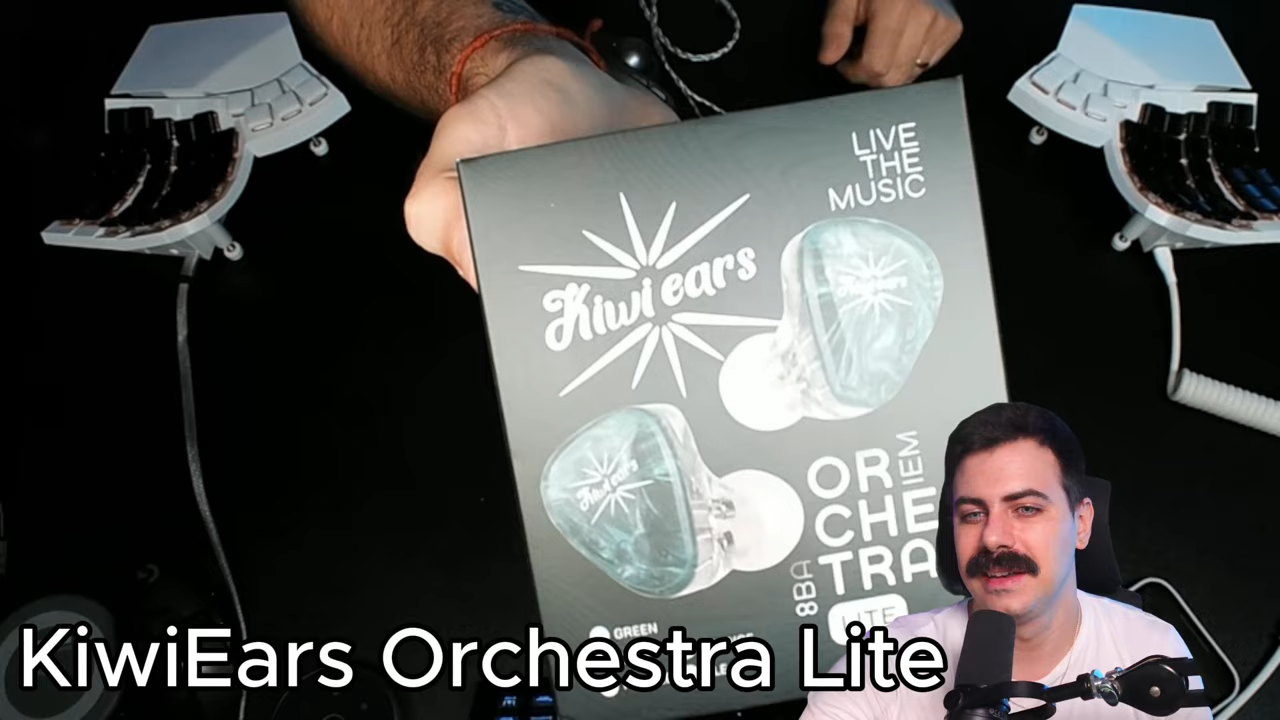 LIVE
THE
MUSIC
Kiwi ears
Kiwi ears
Kiwi ears
OR
CHE
TRA
IEM
8BA
LITE
GREEN
KiwiEars Orchestra Lite